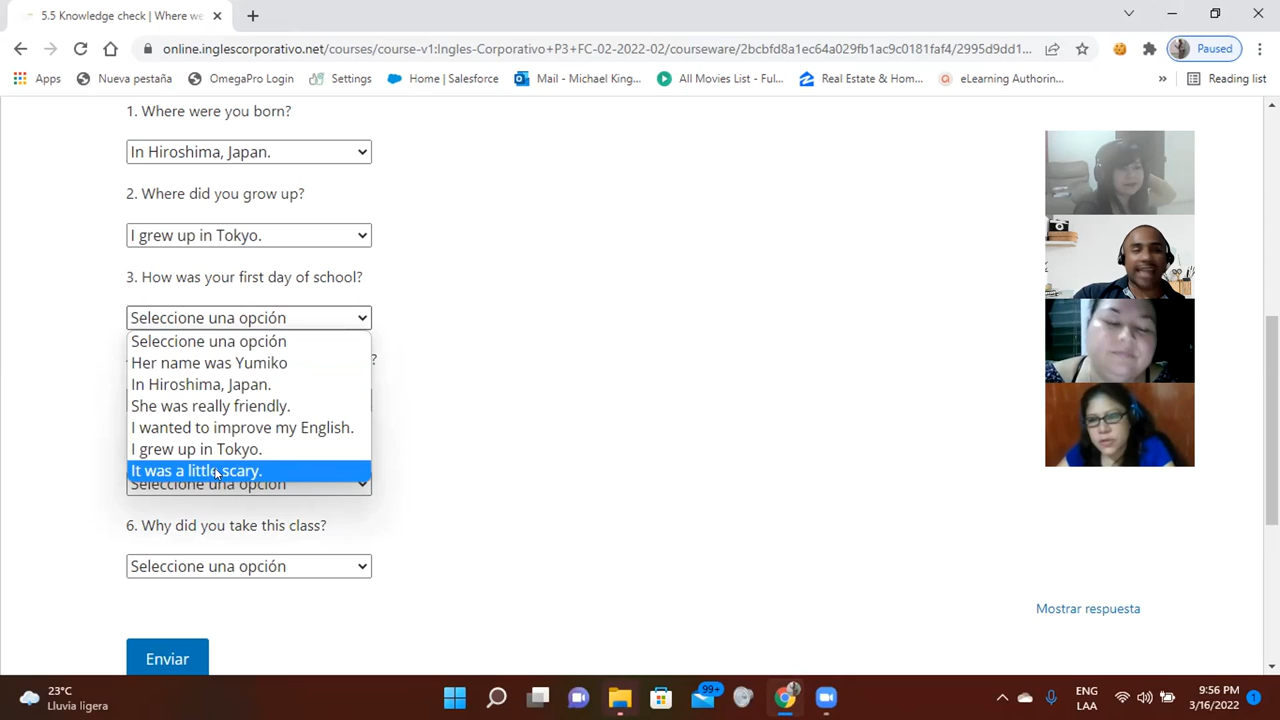 5.5 Knowledge check | Where we
online.inglescorporativo.net/courses/course-v1:Ingles-Corporativo+P3+FC-02-2022-02/courseware/2bcbfd8a1ec64a029fb1ac9c0181faf4/2995d9dd1...
Paused
Apps Nueva pestaña OmegaPro Login Settings Home | Salesforce Mail - Michael King... All Movies List - Ful... Real Estate & Hom... eLearning Authorin... » Reading list
1. Where were you born?
In Hiroshima, Japan.
2. Where did you grow up?
I grew up in Tokyo.
3. How was your first day of school?
Seleccione una opción
Seleccione una opción
Her name was Yumiko
?
In Hiroshima, Japan.
She was really friendly.
I wanted to improve my English.
I grew up in Tokyo.
It was a little scary.
Seleccione una opción
6. Why did you take this class?
Seleccione una opción
Mostrar respuesta
Enviar
23°C
Lluvia ligera
99+
ENG
LAA
9:56 PM
3/16/2022
1